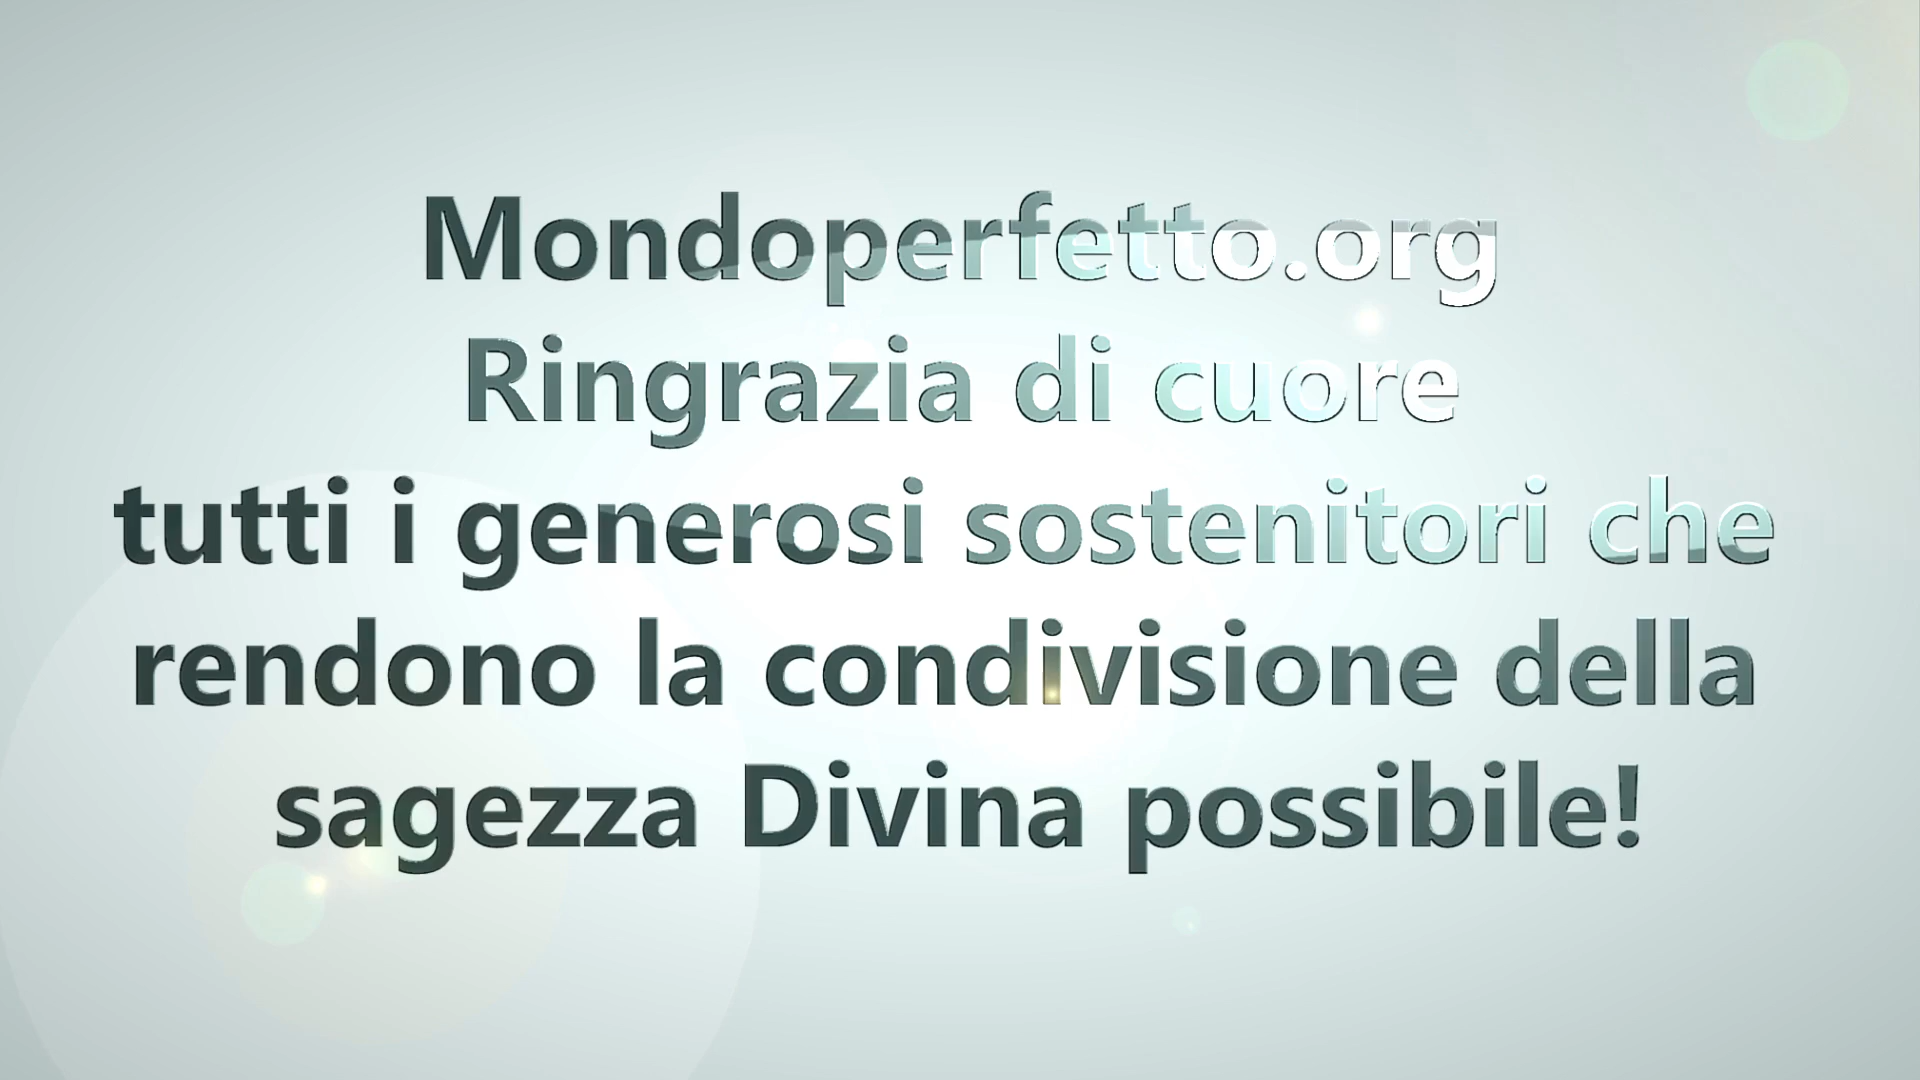 Mondoperfetto.org
Ringrazia di cuore
tutti i generosi sostenitori che
rendono la condivisione della
sagezza Divina possibile!